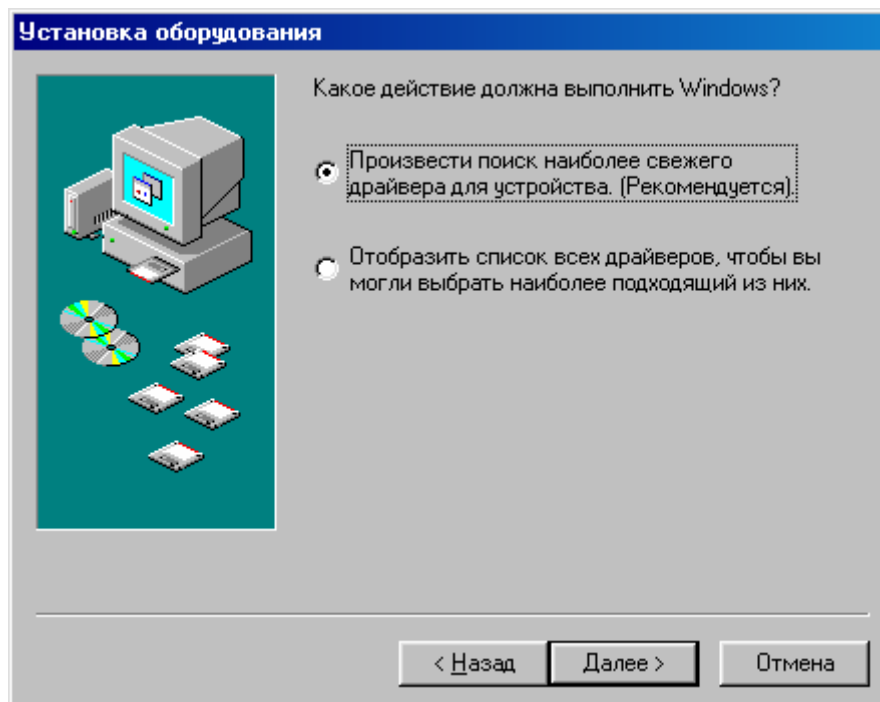 Установка оборудования
Какое действие должна выполнить Windows?
Произвести поиск наиболее свежего
драйвера для устройства. (Рекомендуется).
Отобразить список всех драйверов, чтобы вы
могли выбрать наиболее подходящий из них.
< Назад Далее > Отмена